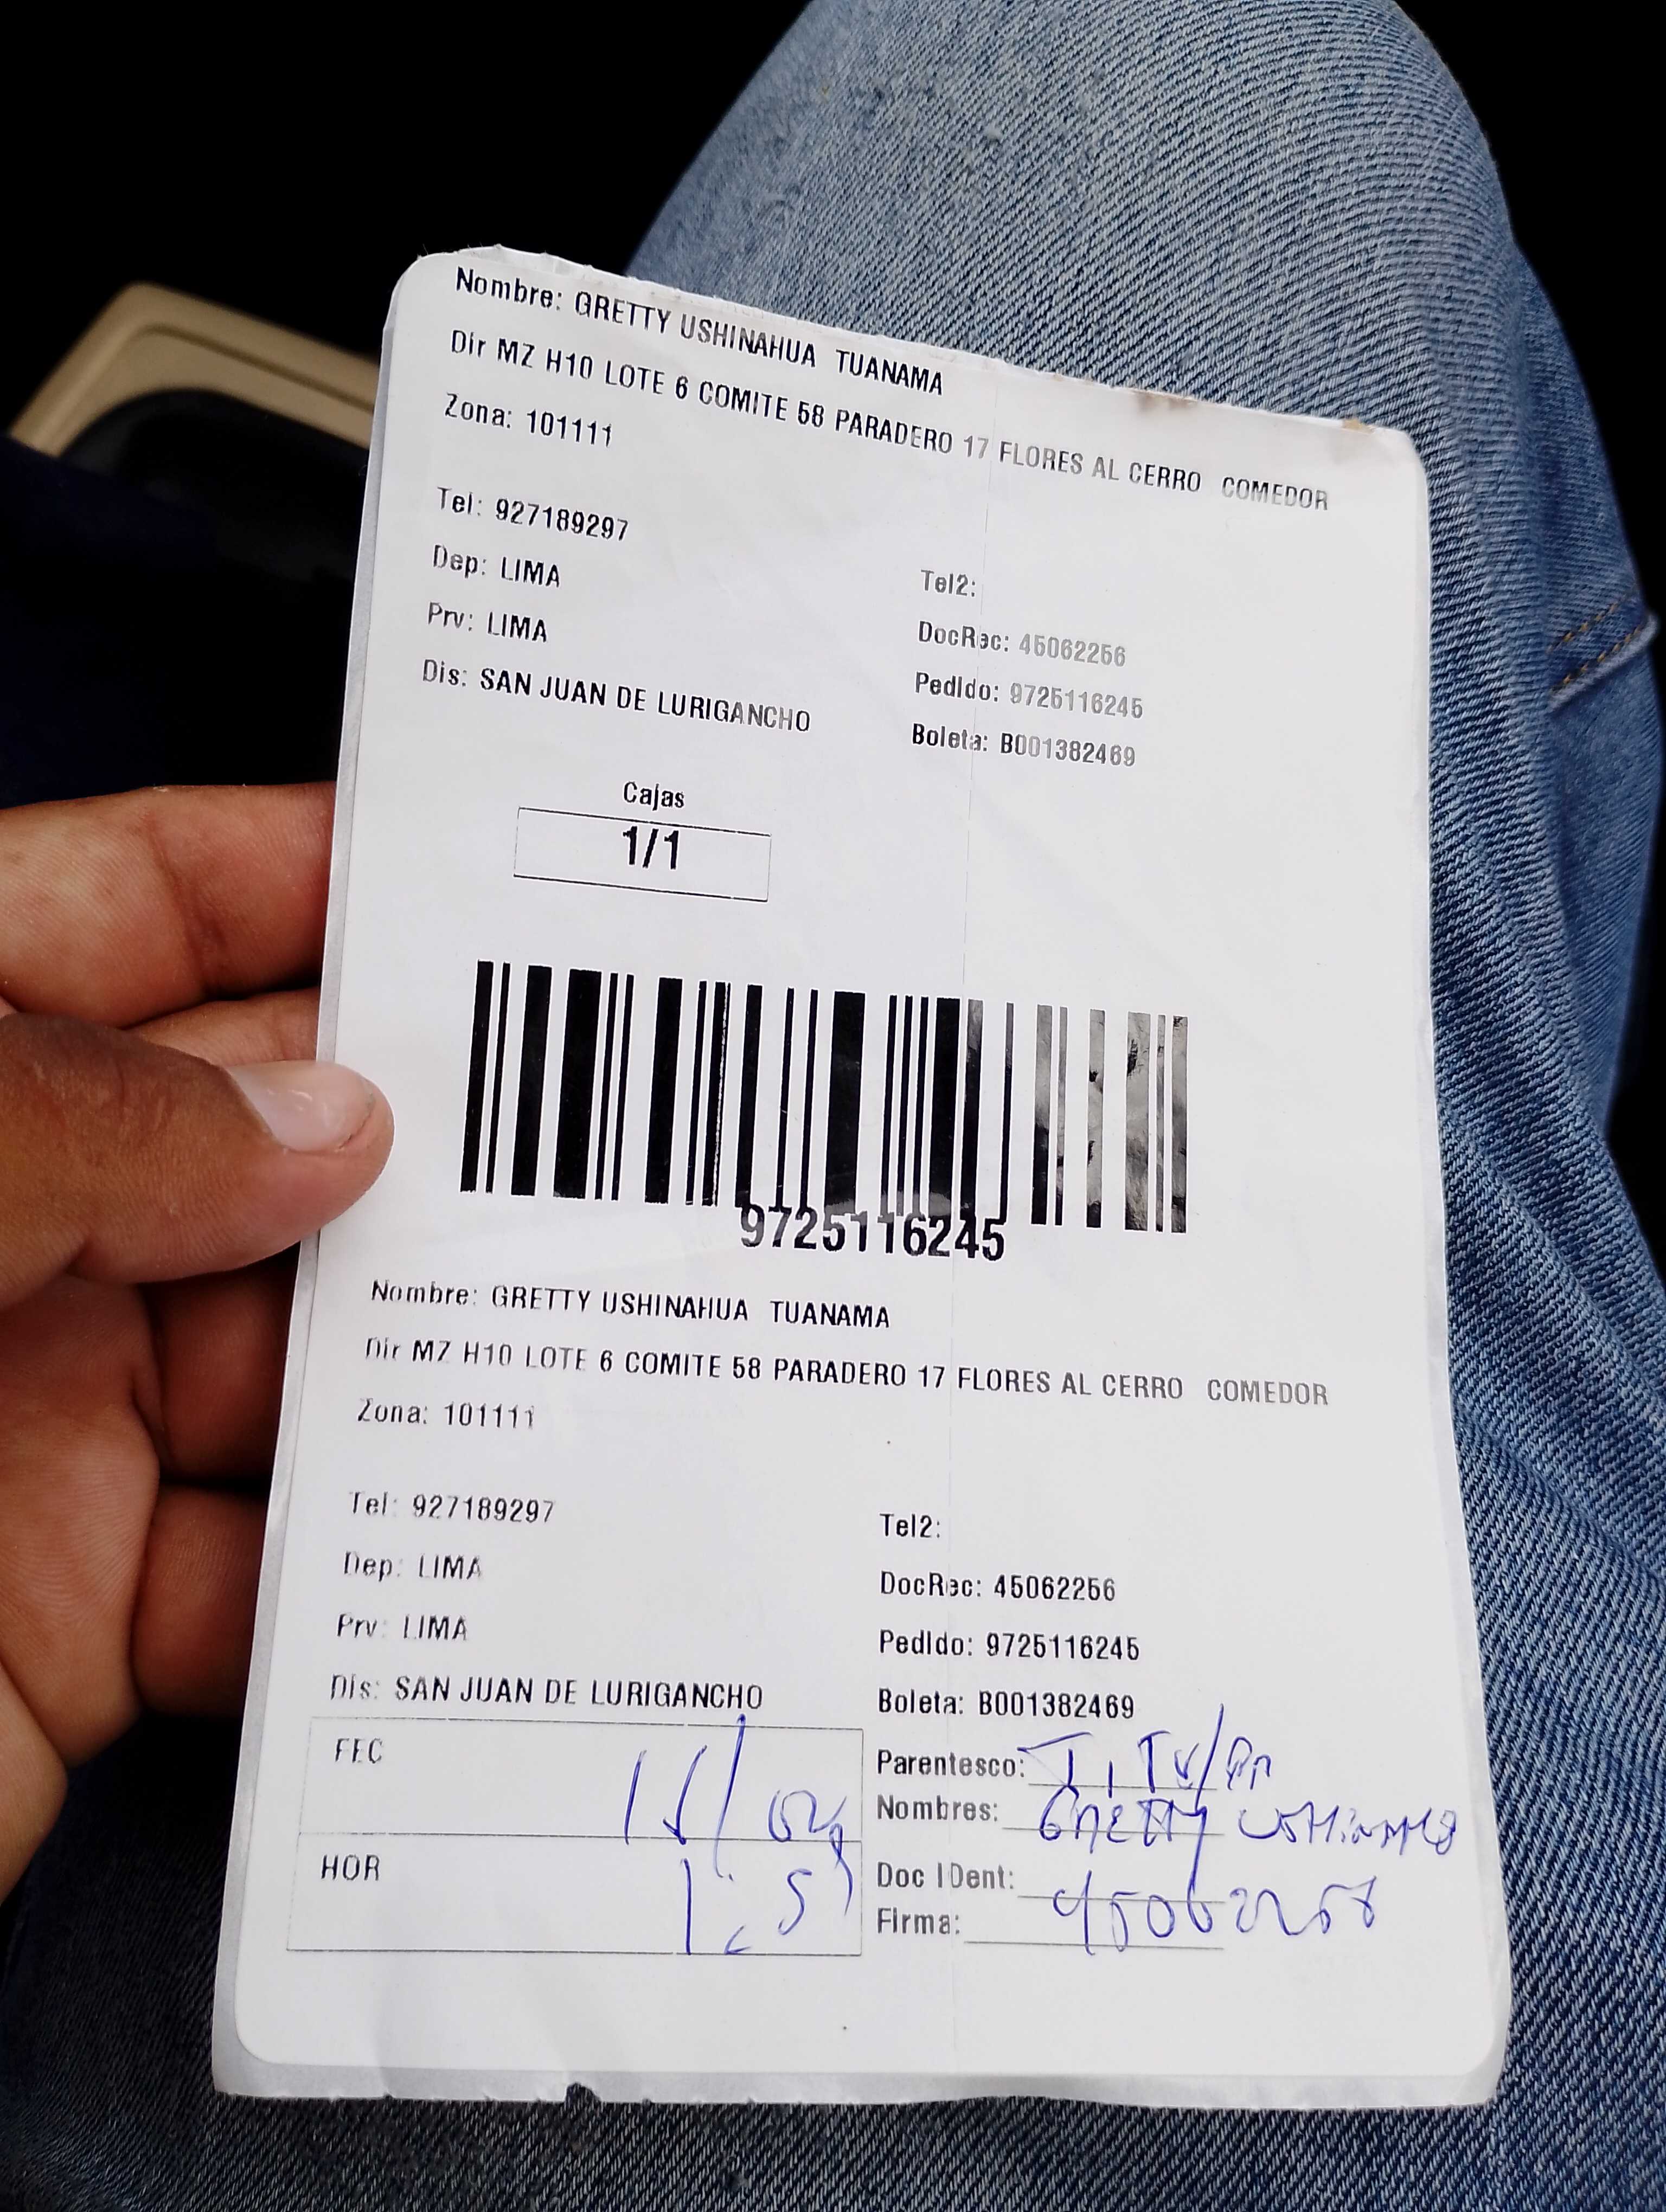 Nombre: GRETTY USHINAHUA TUANAMA
Dir MZ H10 LOTE 6 COMITE 58 PARADERO 17 FLORES AL CERRO COMEDOR
Zona: 101111
Tel: 927189297
Tel2:
Dep: LIMA
DocRec: 45062256
Prv: LIMA
Pedido: 9725116245
Dis: SAN JUAN DE LURIGANCHO
Boleta: B001382469
Cajas
1/1
9725116245
Nombre: GRETTY USHINAHUA TUANAMA
Dir MZ H10 LOTE 6 COMITE 58 PARADERO 17 FLORES AL CERRO COMEDOR
Zona: 101111
Tel: 927189297
Tel2:
Dep: LIMA
DocRec: 45062256
Prv: LIMA
Pedido: 9725116245
Dis: SAN JUAN DE LURIGANCHO
Boleta: B001382469
FEC
Parentesco:
Nombres: Gretty
HOR
Doc IDent: 45062256
Firma: